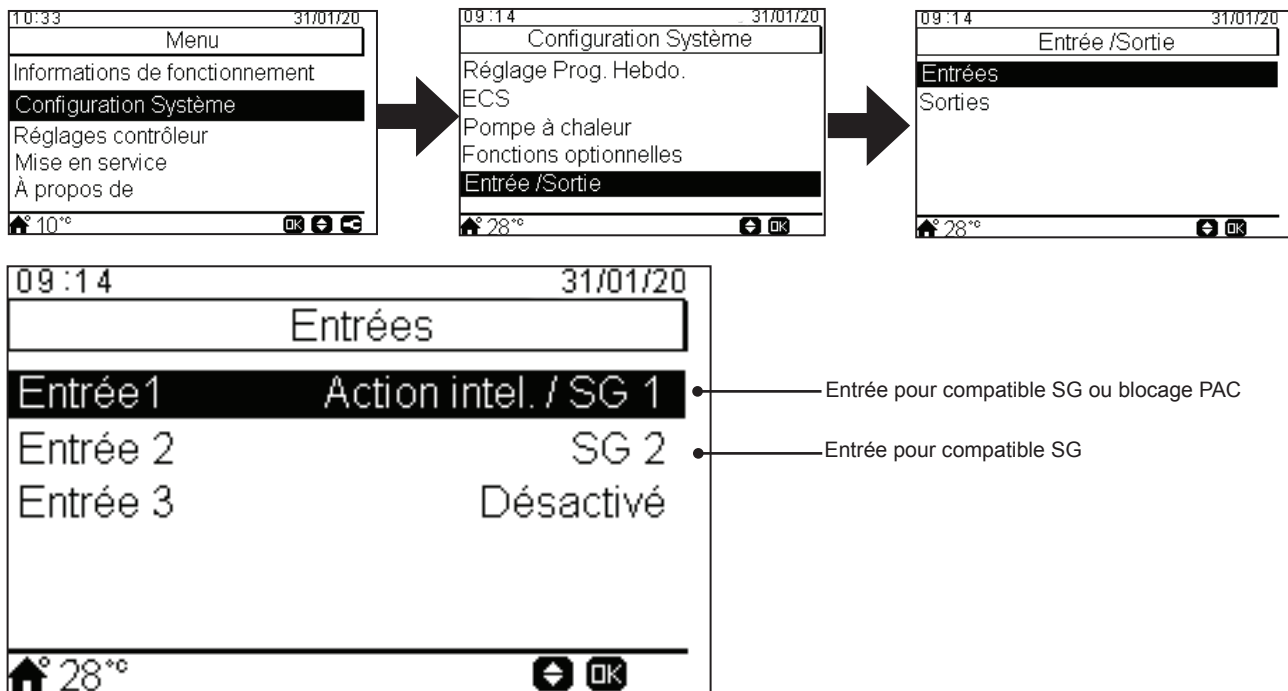 10:33 31/01/20
Menu
Informations de fonctionnement
Configuration Système
Réglages contrôleur
Mise en service
À propos de
10°c OK
09:14 31/01/20
Configuration Système
Réglage Prog. Hebdo.
ECS
Pompe à chaleur
Fonctions optionnelles
Entrée /Sortie
28°c OK
09:14 31/01/20
Entrée /Sortie
Entrées
Sorties
28°c OK
09:14 31/01/20
Entrées
Entrée1 Action intel. / SG 1
Entrée pour compatible SG ou blocage PAC
Entrée 2 SG 2
Entrée pour compatible SG
Entrée 3 Désactivé
28°c OK